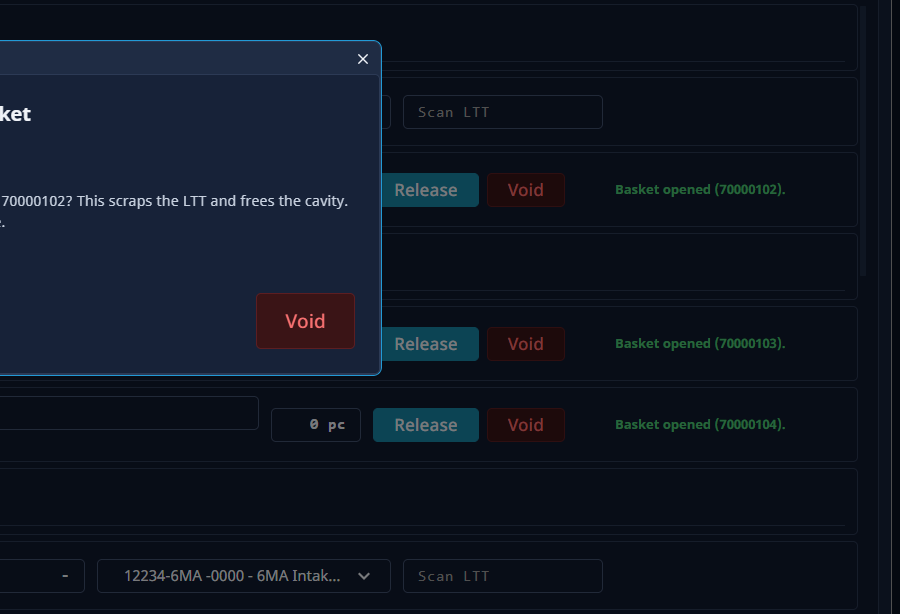 Scan LTT
ket
70000102? This scraps the LTT and frees the cavity.
Release Void Basket opened (70000102).
Void
Release Void Basket opened (70000103).
0 pc Release Void Basket opened (70000104).
- 12234-6MA -0000 - 6MA Intak... Scan LTT